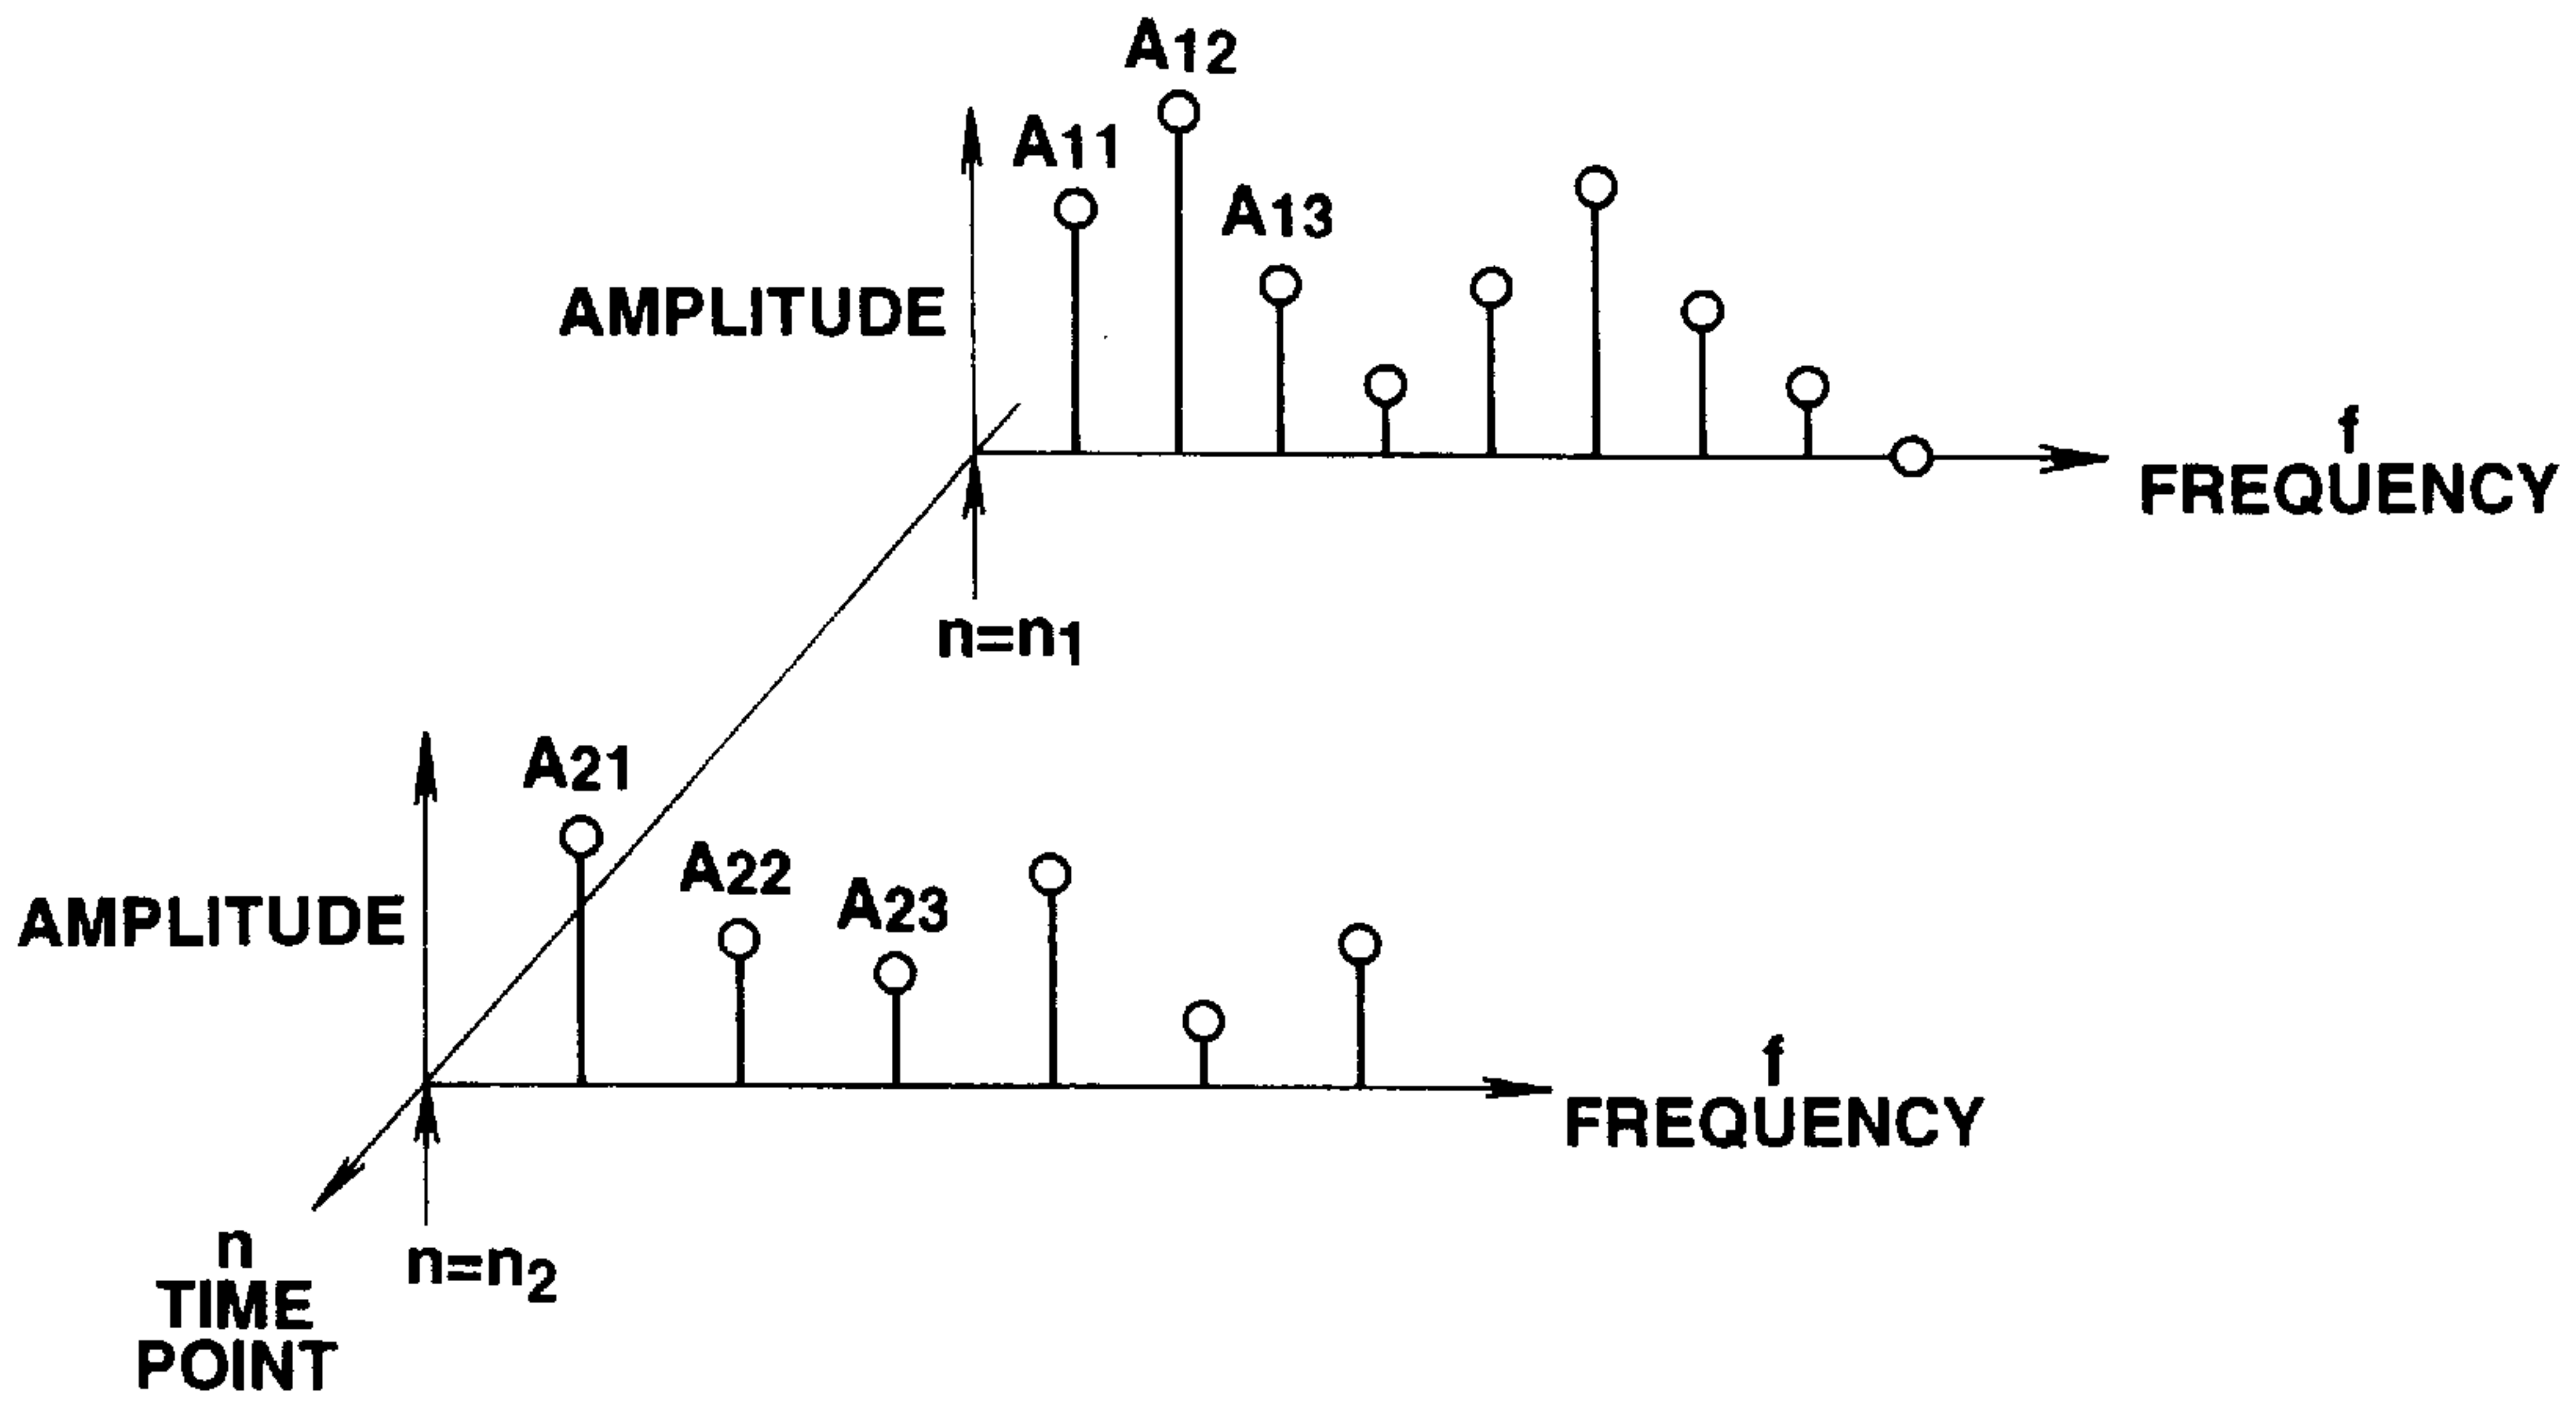 A12
A11
A13
AMPLITUDE
f
FREQUENCY
n=n1
A21
A22
A23
AMPLITUDE
f
FREQUENCY
n=n2
n
TIME
POINT